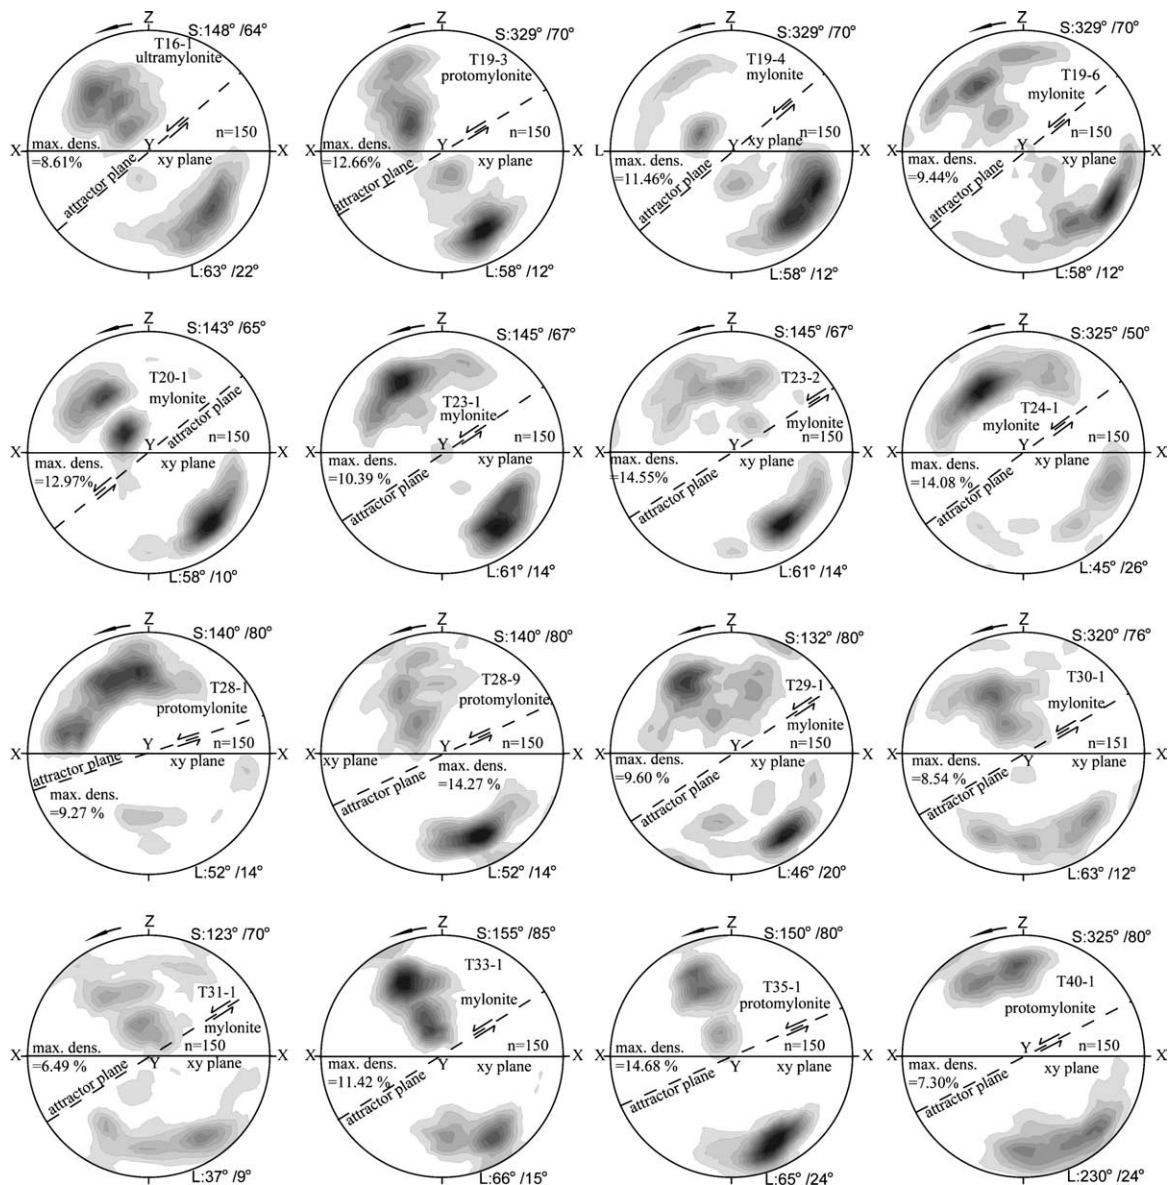 Z
S:148° /64°
T16-1
ultramylonite
n=150
max. dens.
=8.61%
X
Y
X
xy plane
attractor plane
L:63° /22°
Z
S:329° /70°
T19-3
protomylonite
n=150
max. dens.
=12.66%
X
Y
X
xy plane
attractor plane
L:58° /12°
Z
S:329° /70°
T19-4
mylonite
n=150
L
max. dens.
=11.46%
Y
X
xy plane
attractor plane
L:58° /12°
Z
S:329° /70°
T19-6
mylonite
n=150
X
max. dens.
=9.44%
Y
X
xy plane
attractor plane
L:58° /12°
Z
S:143° /65°
T20-1
mylonite
attractor plane
n=150
X
Y
X
max. dens.
=12.97%
xy plane
L:58° /10°
Z
S:145° /67°
T23-1
mylonite
n=150
X
Y
X
max. dens.
=10.39 %
xy plane
attractor plane
L:61° /14°
Z
S:145° /67°
T23-2
mylonite
n=150
X
Y
X
max. dens.
=14.55%
xy plane
attractor plane
L:61° /14°
Z
S:325° /50°
T24-1
mylonite
n=150
X
Y
X
max. dens.
=14.08 %
xy plane
attractor plane
L:45° /26°
Z
S:140° /80°
T28-1
protomylonite
n=150
X
Y
X
attractor plane
xy plane
max. dens.
=9.27 %
L:52° /14°
Z
S:140° /80°
T28-9
protomylonite
n=150
X
Y
X
xy plane
max. dens.
=14.27 %
attractor plane
L:52° /14°
Z
S:132° /80°
T29-1
mylonite
n=150
X
Y
X
max. dens.
=9.60 %
xy plane
attractor plane
L:46° /20°
Z
S:320° /76°
T30-1
mylonite
n=151
X
Y
X
max. dens.
=8.54 %
xy plane
attractor plane
L:63° /12°
Z
S:123° /70°
T31-1
mylonite
n=150
max. dens.
=6.49 %
X
Y
X
xy plane
attractor plane
L:37° /9°
Z
S:155° /85°
T33-1
mylonite
n=150
X
Y
X
max. dens.
=11.42 %
xy plane
attractor plane
L:66° /15°
Z
S:150° /80°
T35-1
protomylonite
n=150
max. dens.
=14.68 %
X
Y
X
xy plane
attractor plane
L:65° /24°
Z
S:325° /80°
T40-1
protomylonite
Y
n=150
X
X
max. dens.
=7.30%
xy plane
attractor plane
L:230° /24°